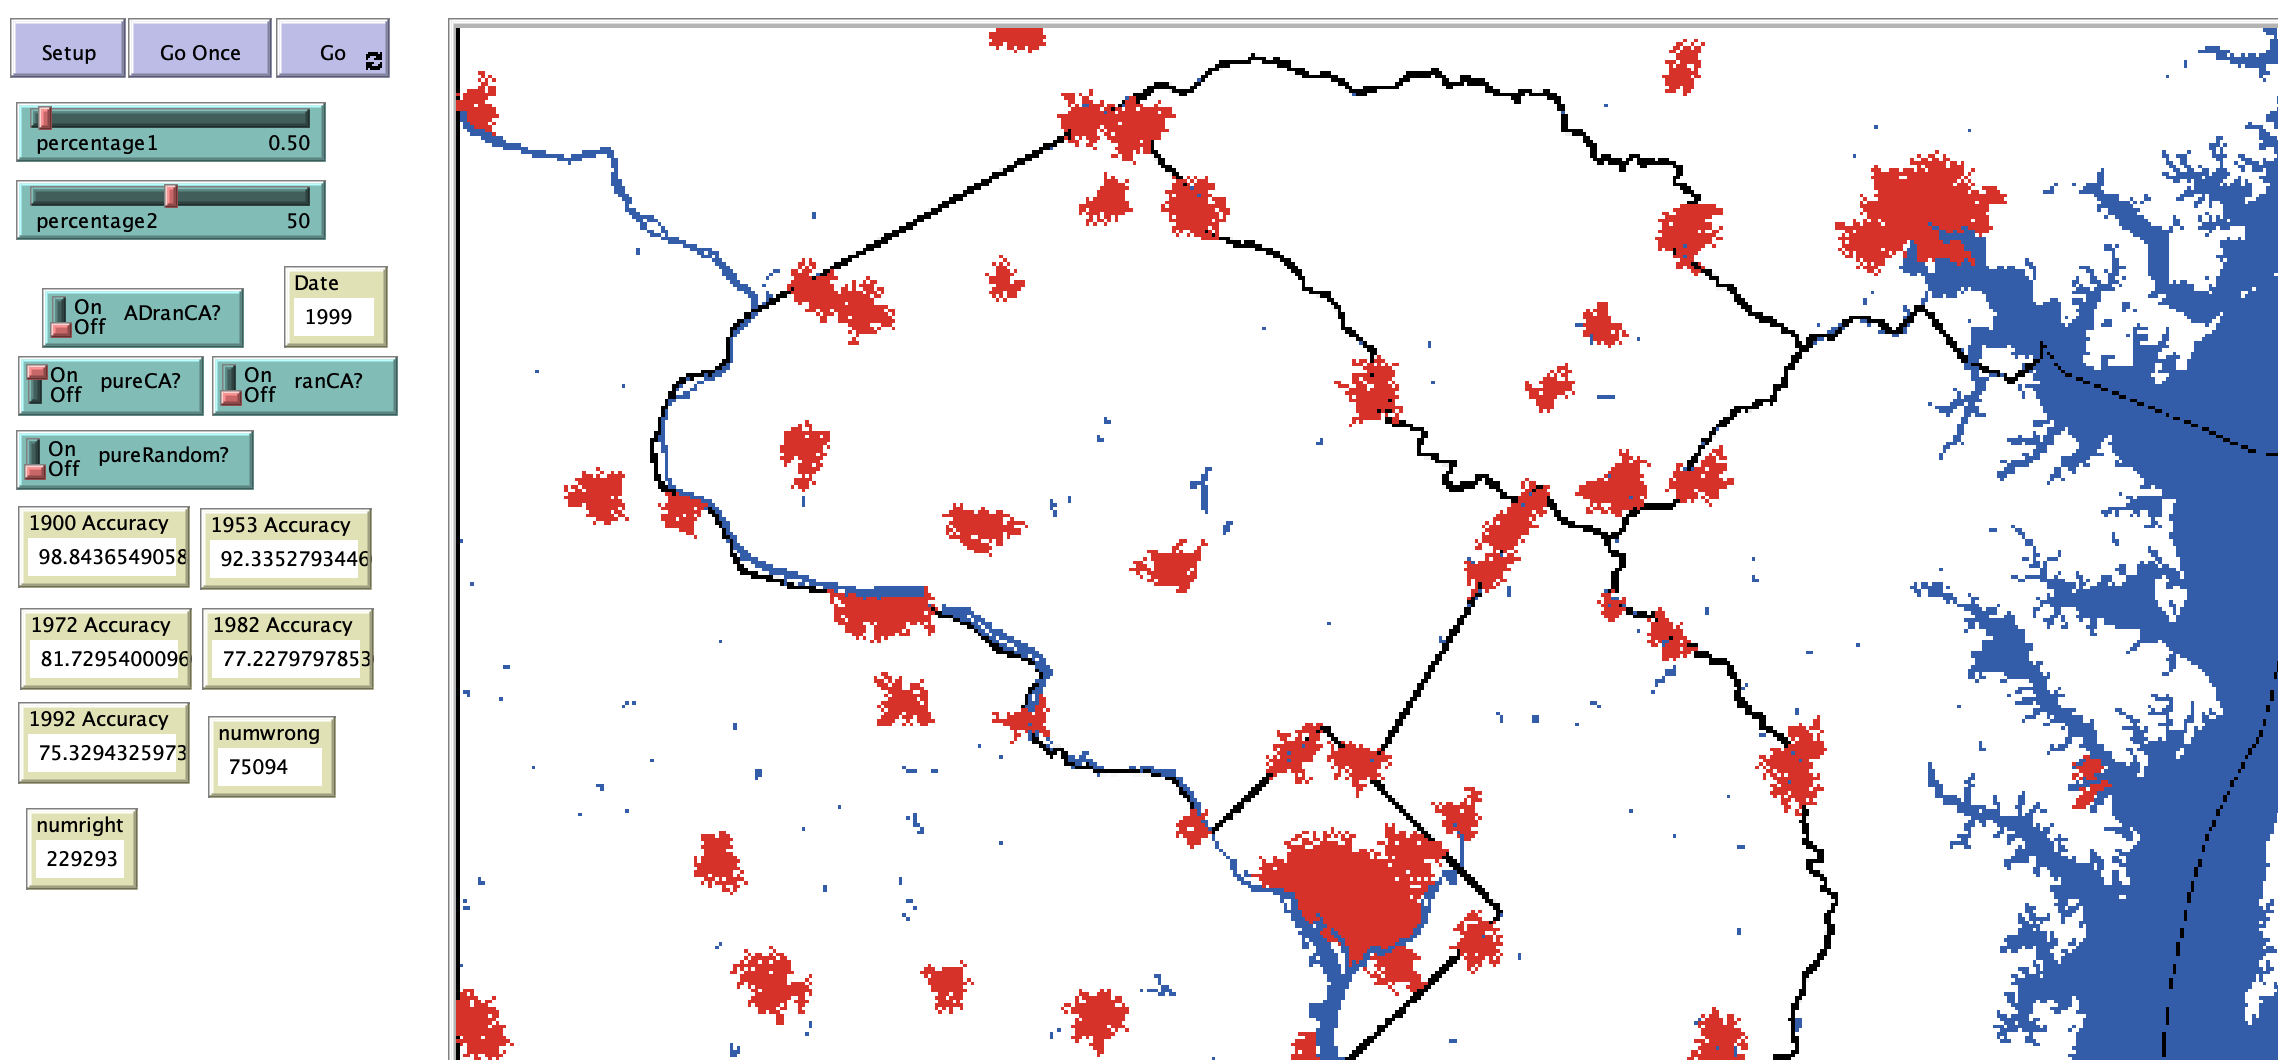 Setup
Go Once
Go
percentage1 0.50
percentage2 50
On
Off
ADranCA?
Date
1999
On
Off
pureCA?
On
Off
ranCA?
On
Off
pureRandom?
1900 Accuracy
98.8436549058
1953 Accuracy
92.3352793446
1972 Accuracy
81.7295400096
1982 Accuracy
77.2279797853
1992 Accuracy
75.3294325973
numwrong
75094
numright
229293